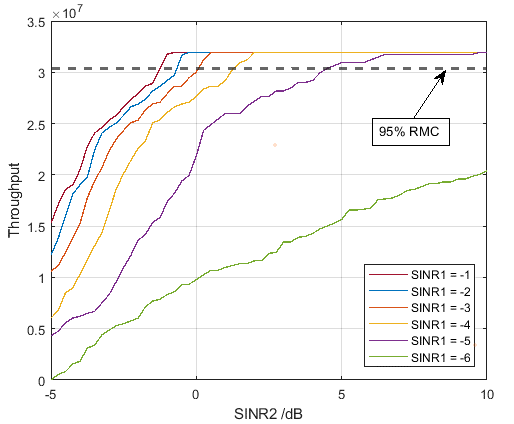 ×10^7
3.5
3
2.5
2
1.5
1
0.5
0
-5
0
5
10
Throughput
SINR2 /dB
95% RMC
SINR1 = -1
SINR1 = -2
SINR1 = -3
SINR1 = -4
SINR1 = -5
SINR1 = -6